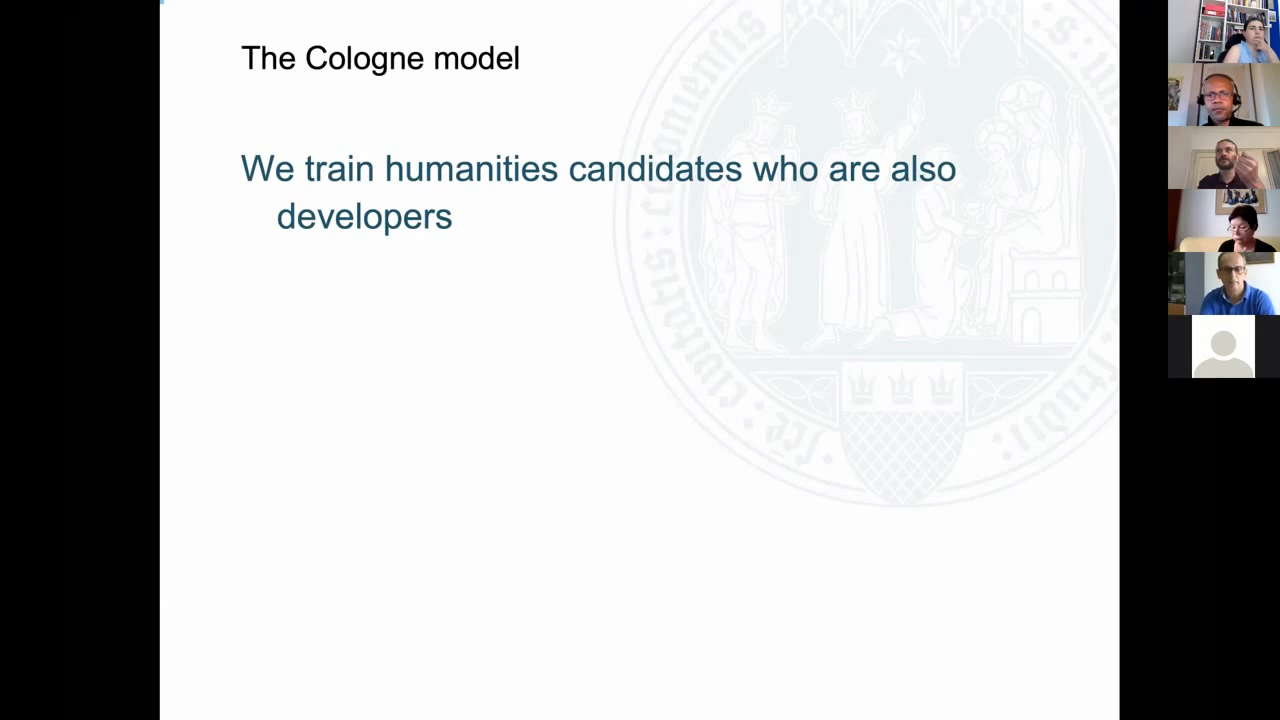 The Cologne model
We train humanities candidates who are also
developers